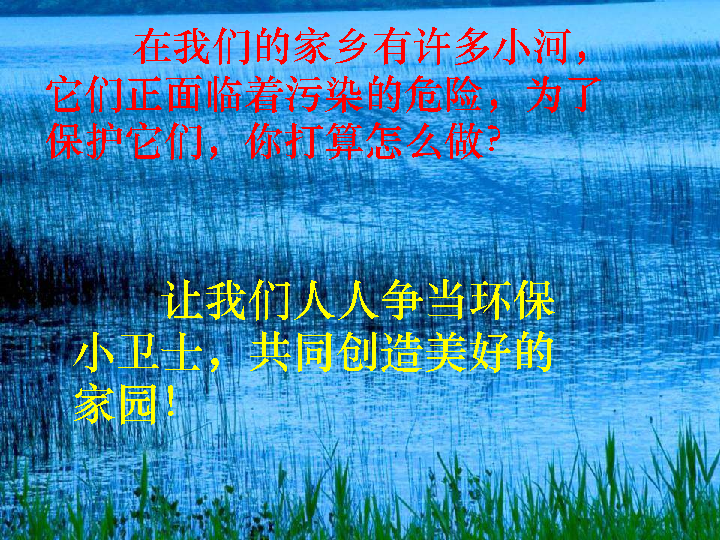 在我们的家乡有许多小河，
它们正面临着污染的危险，为了
保护它们，你打算怎么做?
让我们人人争当环保
小卫士，共同创造美好的
家园！